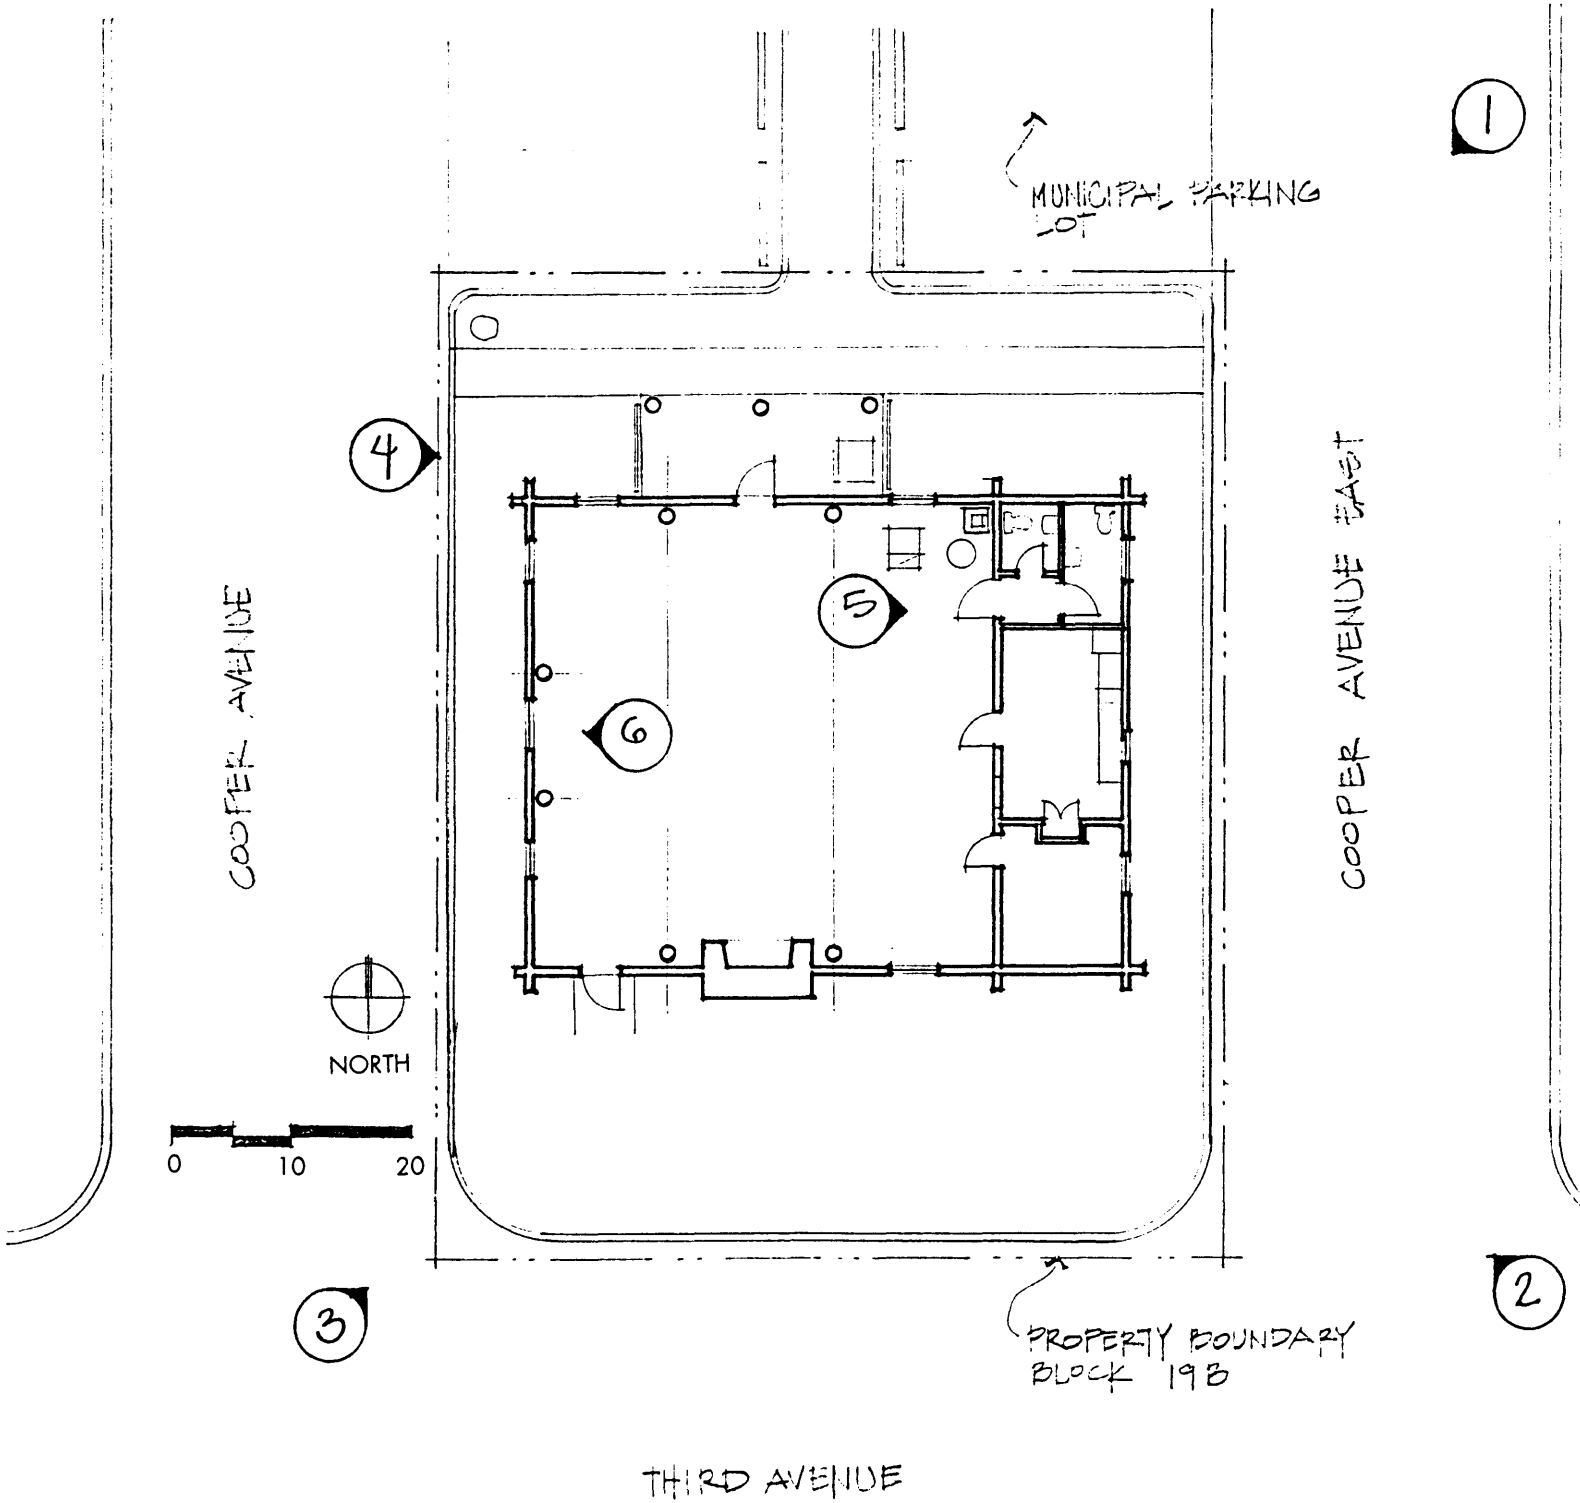 1
MUNICIPAL PARKING
LOT
4
COOPER AVENUE EAST
5
COOPER AVENUE
6
NORTH
0 10 20
2
3
PROPERTY BOUNDARY
BLOCK 19B
THIRD AVENUE